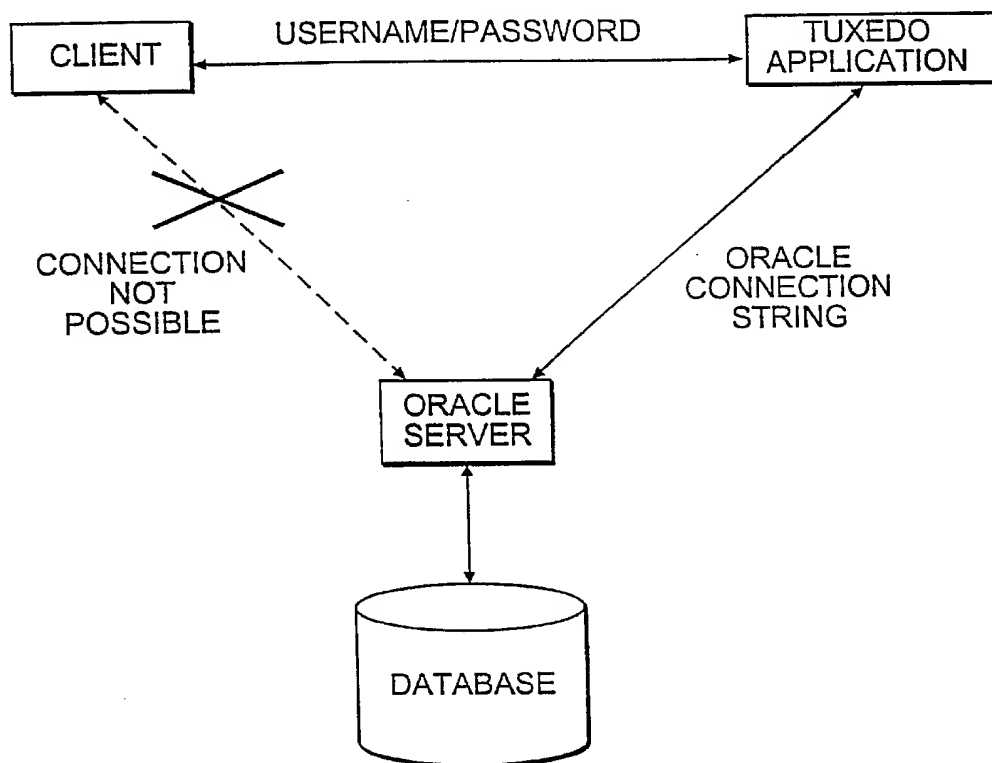 CLIENT
USERNAME/PASSWORD
TUXEDO
APPLICATION
CONNECTION
NOT
POSSIBLE
ORACLE
CONNECTION
STRING
ORACLE
SERVER
DATABASE